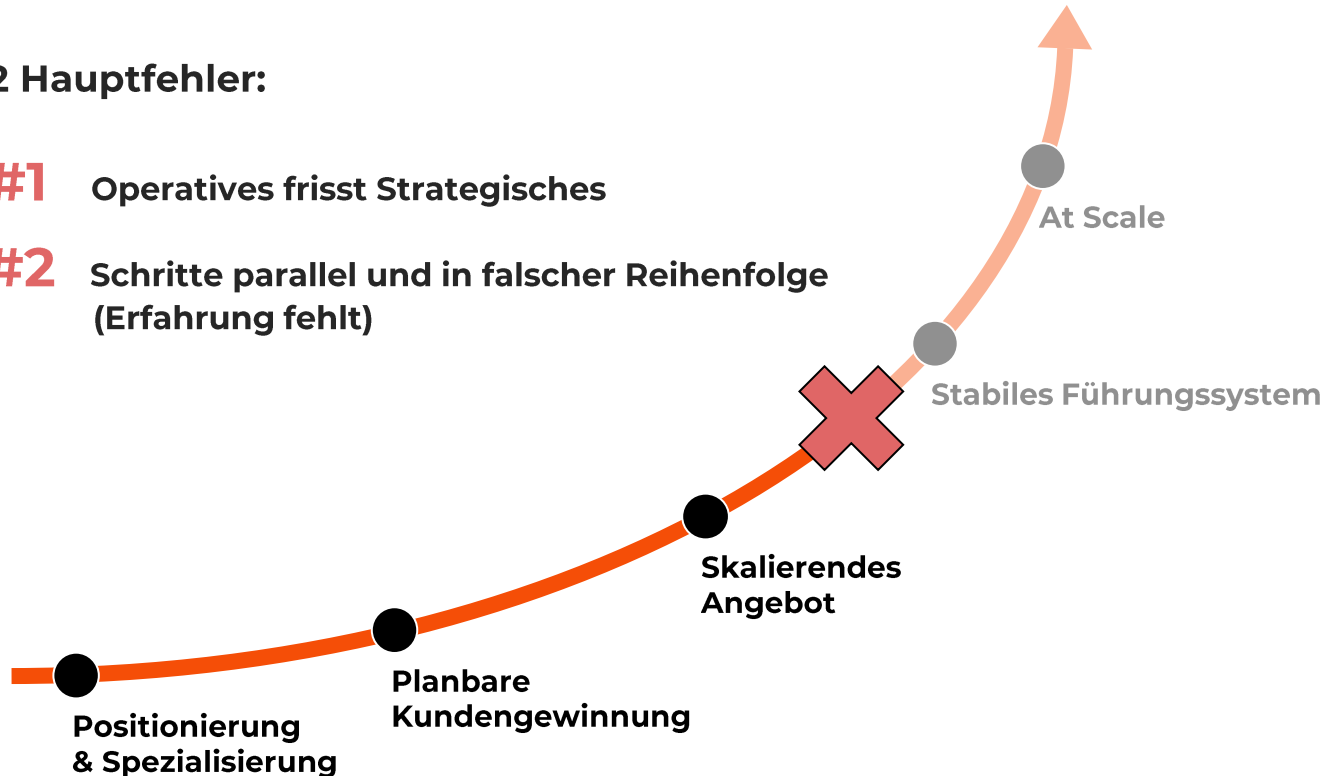 2 Hauptfehler:
#1 Operatives frisst Strategisches
#2 Schritte parallel und in falscher Reihenfolge
(Erfahrung fehlt)
At Scale
Stabiles Führungssystem
Skalierendes
Angebot
Planbare
Kundengewinnung
Positionierung
& Spezialisierung